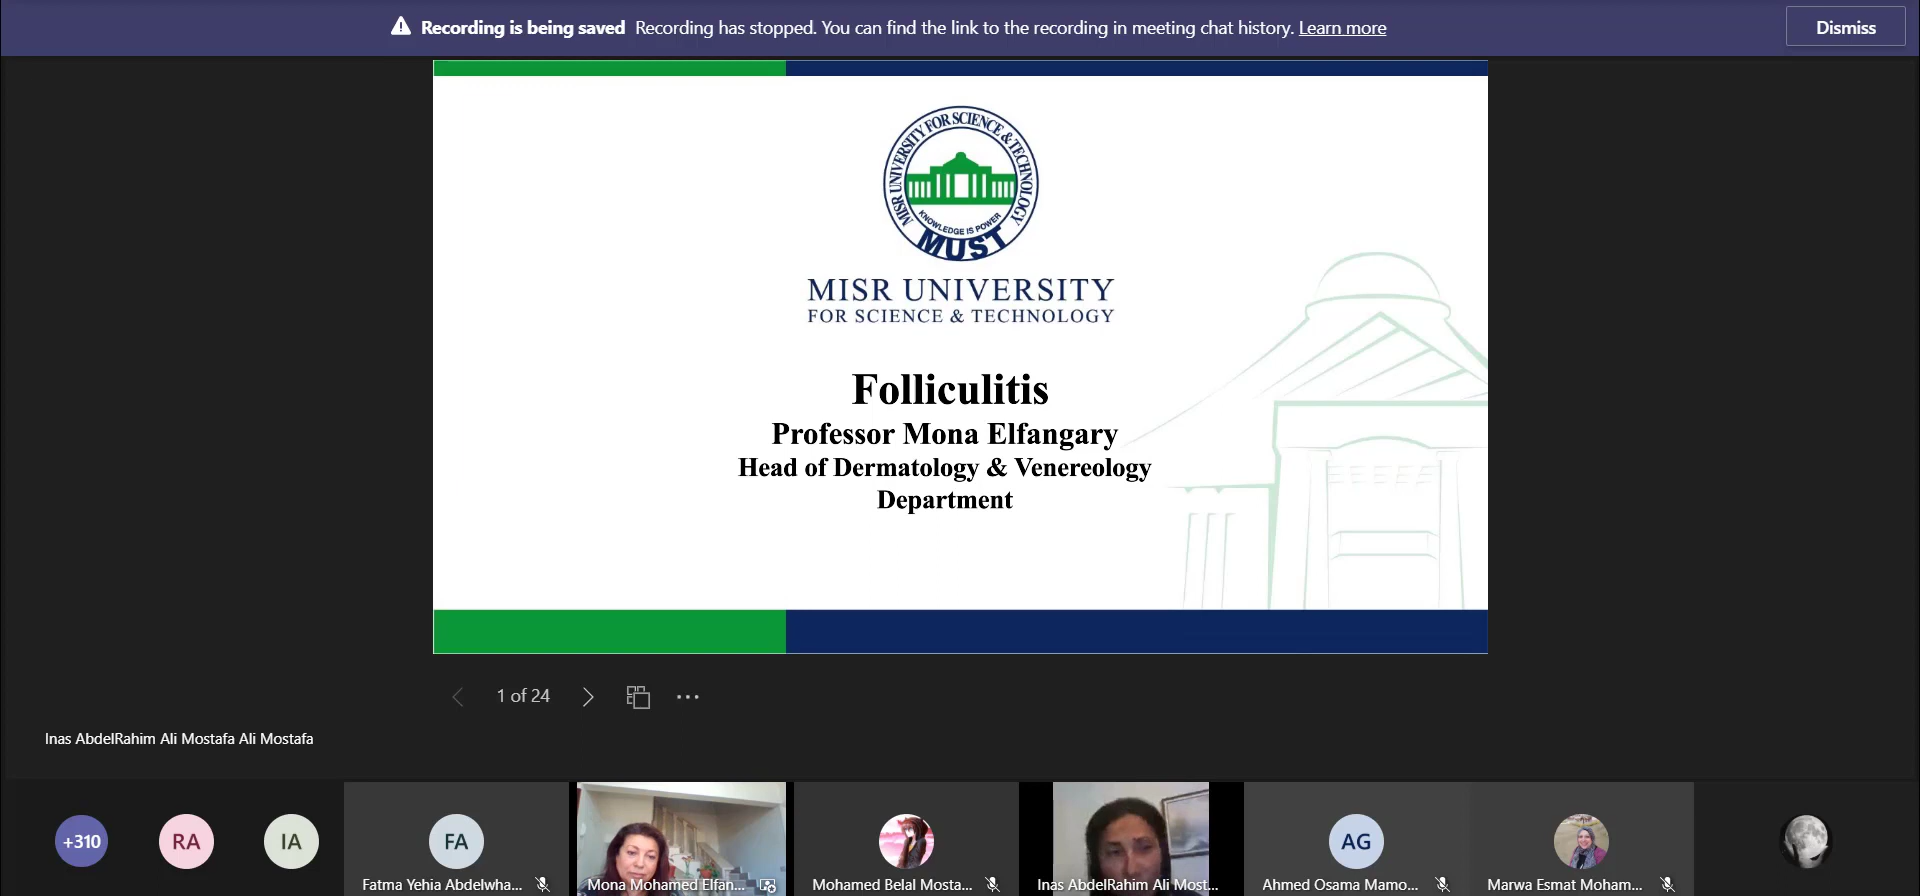 Recording is being saved Recording has stopped. You can find the link to the recording in meeting chat history. Learn more
Dismiss
MISR UNIVERSITY FOR SCIENCE & TECHNOLOGY
KNOWLEDGE IS POWER
MUST
MISR UNIVERSITY
FOR SCIENCE & TECHNOLOGY
Folliculitis
Professor Mona Elfangary
Head of Dermatology & Venereology
Department
1 of 24
Inas AbdelRahim Ali Mostafa Ali Mostafa
+310
RA
IA
FA
Fatma Yehia Abdelwha...
Mona Mohamed Elfan...
Mohamed Belal Mosta...
Inas AbdelRahim Ali Most...
AG
Ahmed Osama Mamo...
Marwa Esmat Moham...